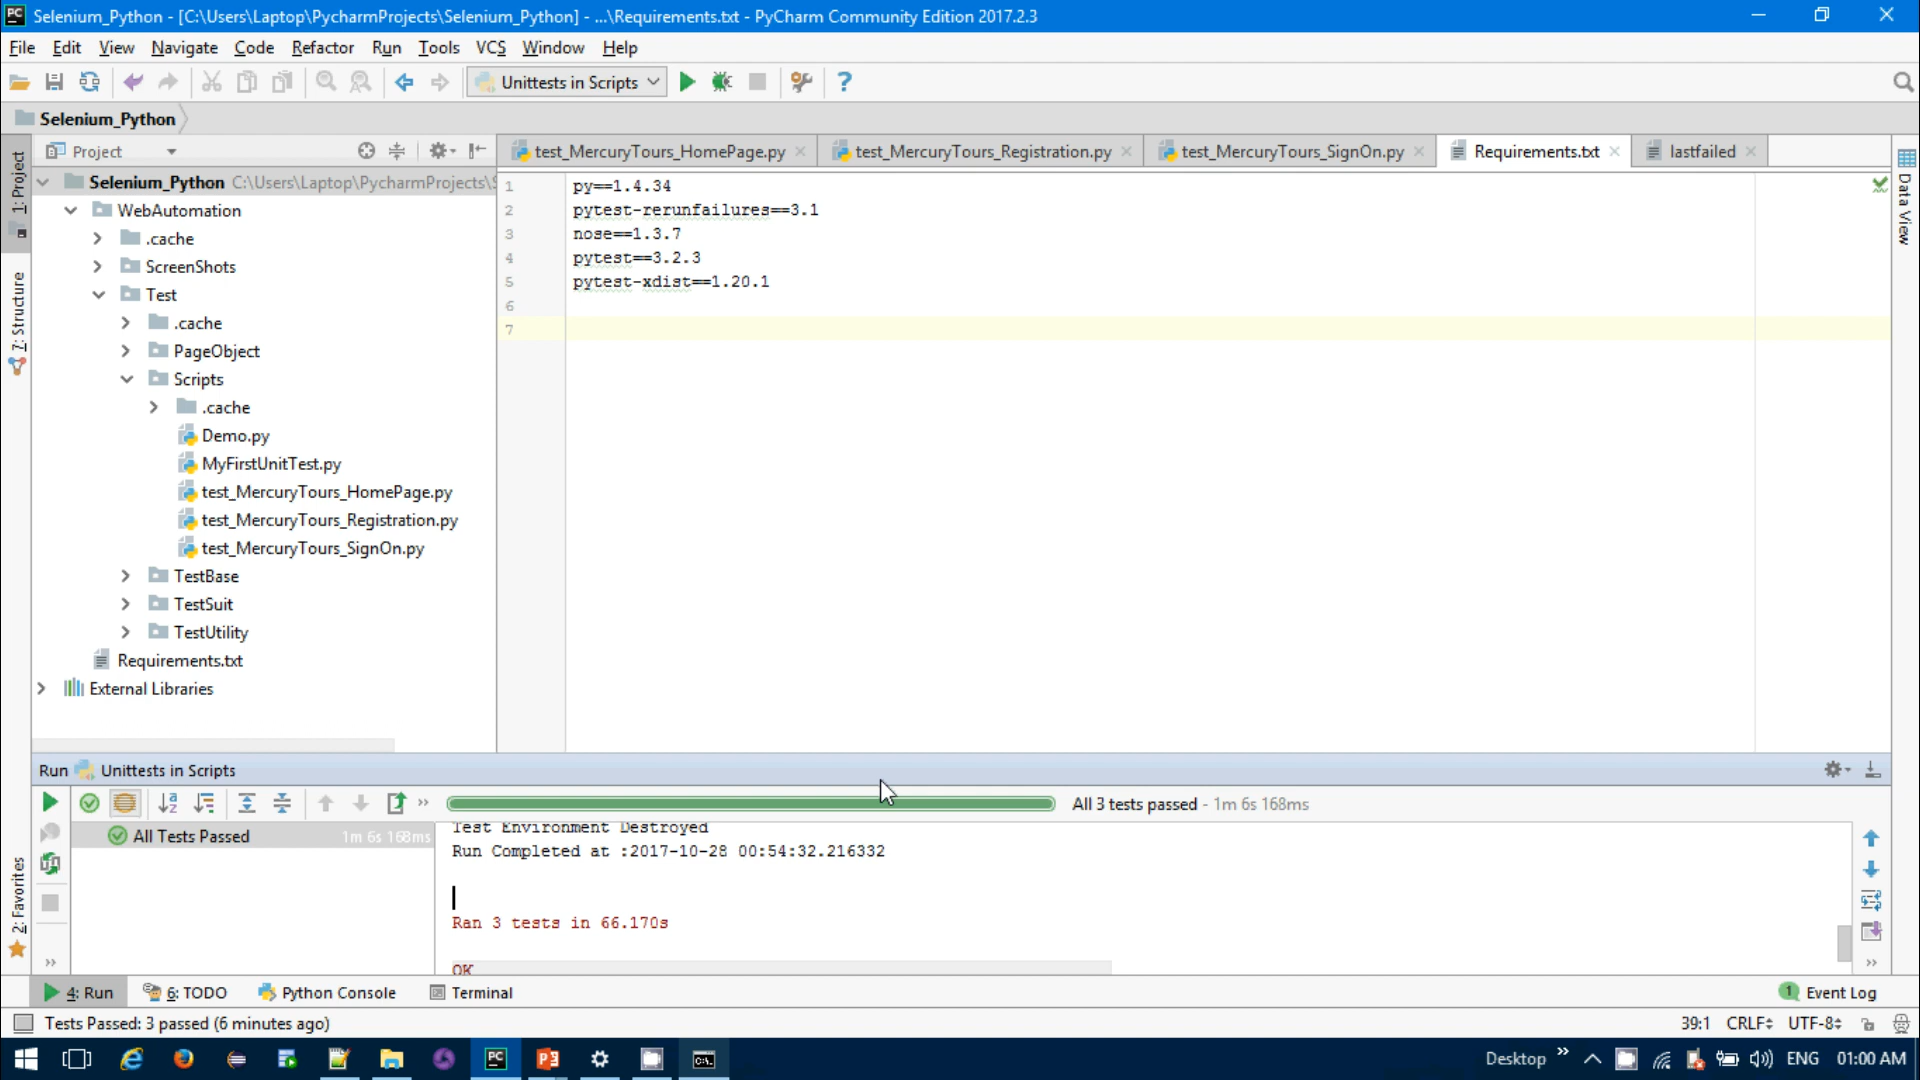 PC Selenium_Python - [C:\Users\Laptop\PycharmProjects\Selenium_Python] - ...\Requirements.txt - PyCharm Community Edition 2017.2.3
File Edit View Navigate Code Refactor Run Tools VCS Window Help
Unittests in Scripts ?
Selenium_Python
Project test_MercuryTours_HomePage.py test_MercuryTours_Registration.py test_MercuryTours_SignOn.py Requirements.txt lastfailed
1: Project
7: Structure
2: Favorites
Data View
Selenium_Python C:\Users\Laptop\PycharmProjects\
WebAutomation
.cache
ScreenShots
Test
.cache
PageObject
Scripts
.cache
Demo.py
MyFirstUnitTest.py
test_MercuryTours_HomePage.py
test_MercuryTours_Registration.py
test_MercuryTours_SignOn.py
TestBase
TestSuit
TestUtility
Requirements.txt
External Libraries
1 py==1.4.34
2 pytest-rerunfailures==3.1
3 nose==1.3.7
4 pytest==3.2.3
5 pytest-xdist==1.20.1
6
7
Run Unittests in Scripts
All 3 tests passed - 1m 6s 168ms
All Tests Passed 1m 6s 168ms
Test Environment Destroyed
Run Completed at :2017-10-28 00:54:32.216332
Ran 3 tests in 66.170s
OK
4: Run 6: TODO Python Console Terminal 1 Event Log
Tests Passed: 3 passed (6 minutes ago) 39:1 CRLF UTF-8
PC Desktop » ENG 01:00 AM